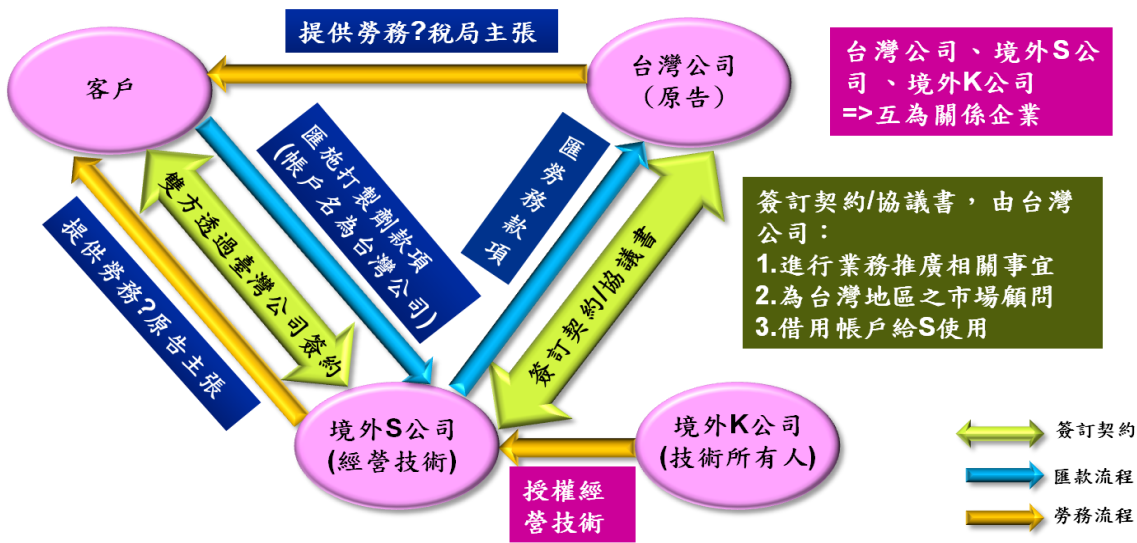 提供勞務?稅局主張
客戶
台灣公司
（原告）
台灣公司、境外S公
司、境外K公司
=>互為關係企業
匯施打製劑款項
(帳戶名為台灣公司)
匯勞務款項
雙方透過臺灣公司簽約
提供勞務?原告主張
簽訂契約/協議書
簽訂契約/協議書，由台灣
公司：
1.進行業務推廣相關事宜
2.為台灣地區之市場顧問
3.借用帳戶給S使用
境外S公司
(經營技術)
境外K公司
(技術所有人)
授權經
營技術
簽訂契約
匯款流程
勞務流程